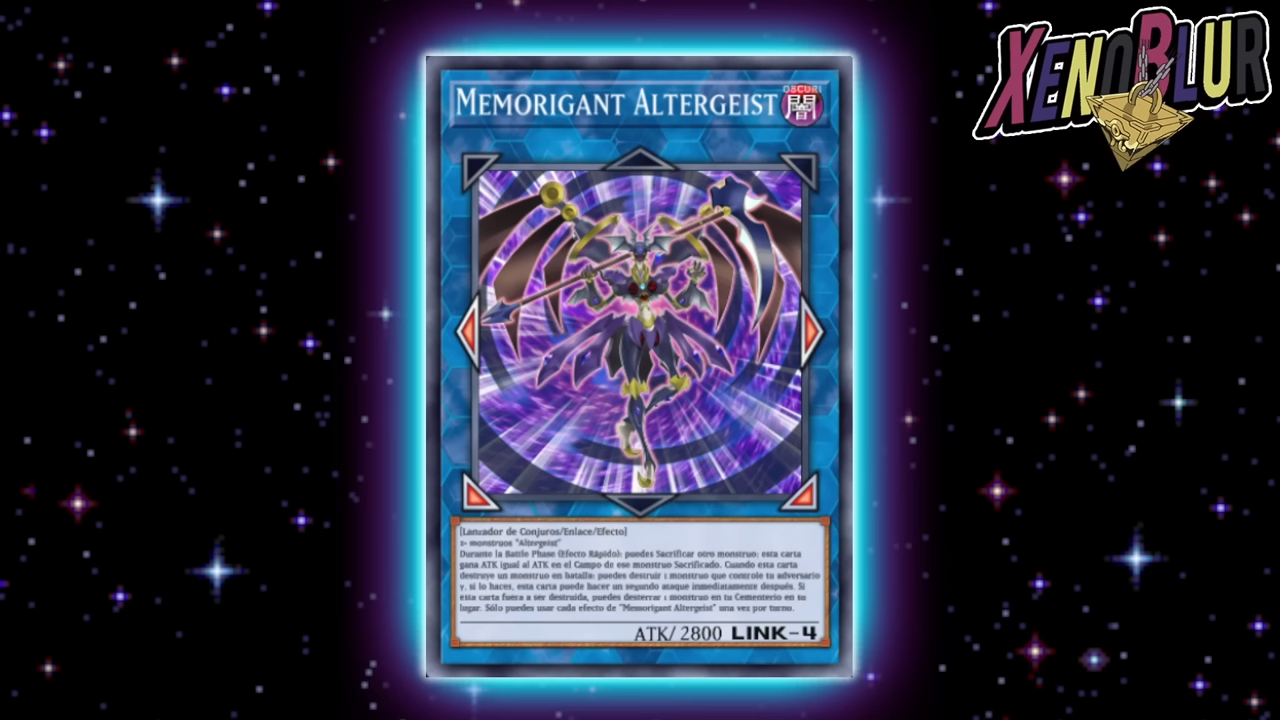 XENOBLUR
MEMORIGANT ALTERGEIST
OSCURI
闇
[Lanzador de Conjuros/Enlace/Efecto]
2+ monstruos "Altergeist"
Durante la Battle Phase (Efecto Rápido): puedes Sacrificar otro monstruo; esta carta
gana ATK igual al ATK en el Campo de ese monstruo Sacrificado. Cuando esta carta
destruye un monstruo en batalla: puedes destruir 1 monstruo que controle tu adversario
y, si lo haces, esta carta puede hacer un segundo ataque inmediatamente después. Si
esta carta fuera a ser destruida, puedes desterrar 1 monstruo en tu Cementerio en tu
lugar. Sólo puedes usar cada efecto de "Memorigant Altergeist" una vez por turno.
ATK/ 2800 LINK-4